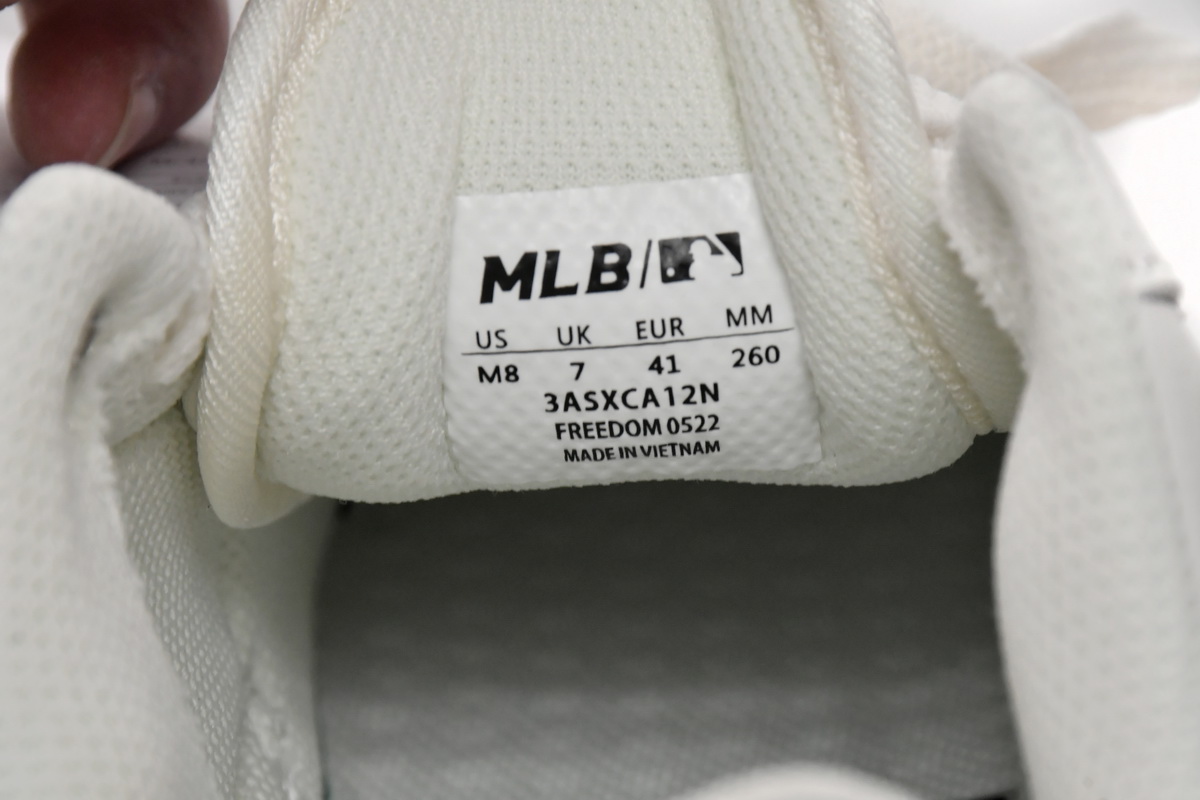 MLB/
US UK EUR MM
M8 7 41 260
3ASXCA12N
FREEDOM 0522
MADE IN VIETNAM